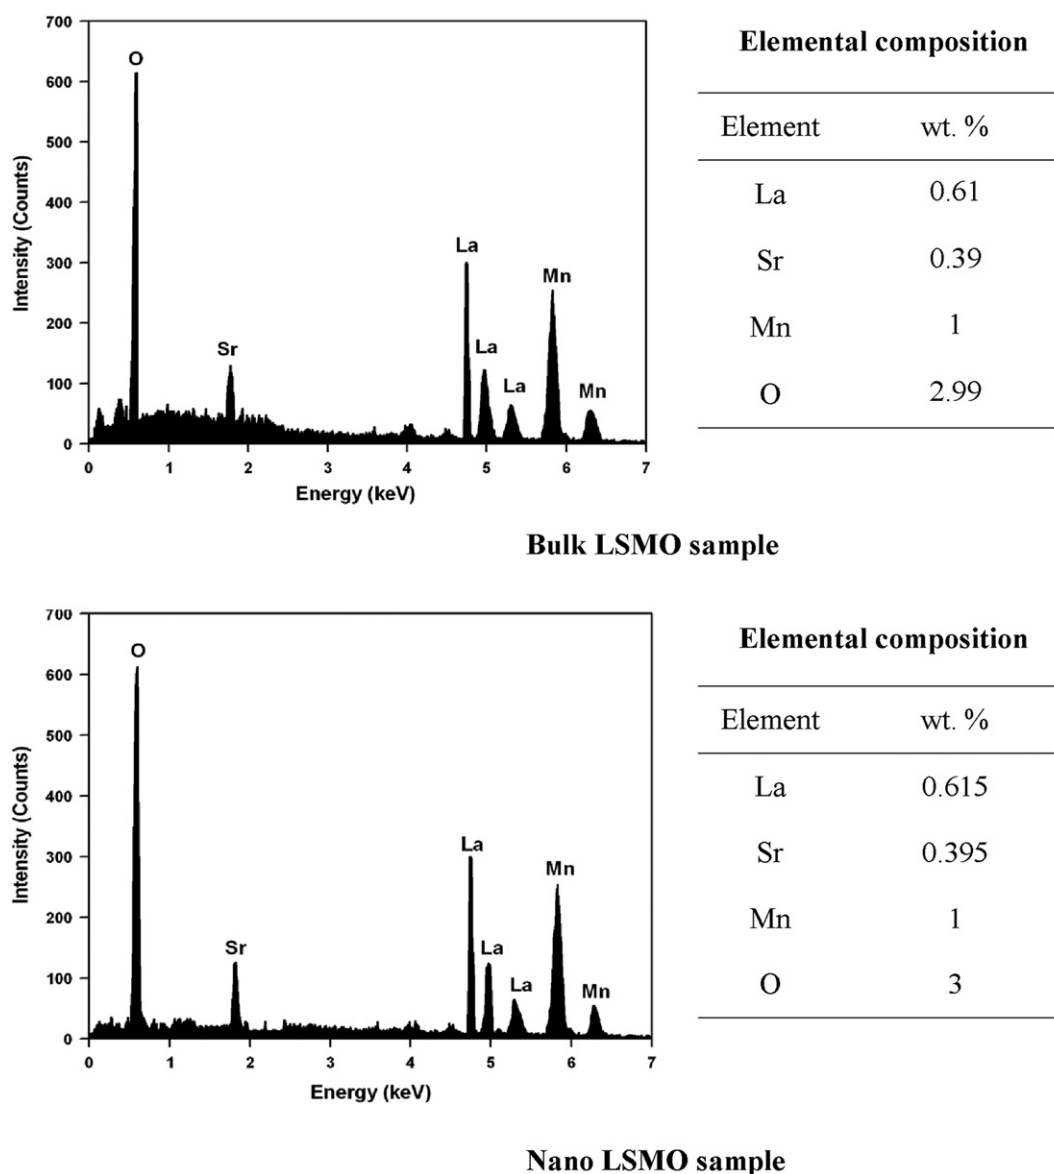 700
600
500
400
300
200
100
0
Intensity (Counts)
O
Sr
La
La
La
Mn
Mn
0 1 2 3 4 5 6 7
Energy (keV)
Elemental composition
Element wt. %
La 0.61
Sr 0.39
Mn 1
O 2.99
Bulk LSMO sample
700
600
500
400
300
200
100
0
Intensity (Counts)
O
Sr
La
La
La
Mn
Mn
0 1 2 3 4 5 6 7
Energy (keV)
Elemental composition
Element wt. %
La 0.615
Sr 0.395
Mn 1
O 3
Nano LSMO sample